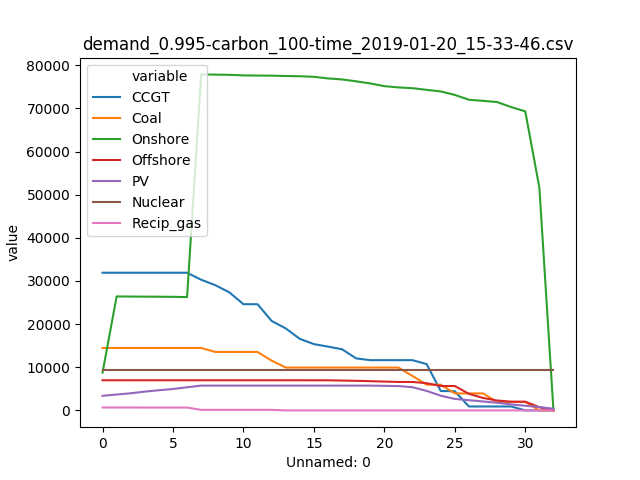 demand_0.995-carbon_100-time_2019-01-20_15-33-46.csv
variable
CCGT
Coal
Onshore
Offshore
PV
Nuclear
Recip_gas
80000
70000
60000
50000
40000
30000
20000
10000
0
value
0 5 10 15 20 25 30
Unnamed: 0